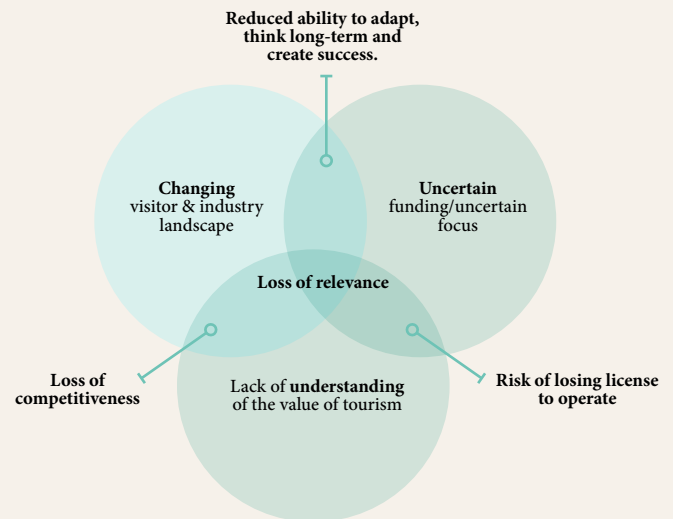 Reduced ability to adapt,
think long-term and
create success.
Changing
visitor & industry
landscape
Uncertain
funding/uncertain
focus
Loss of relevance
Loss of
competitiveness
Lack of understanding
of the value of tourism
Risk of losing license
to operate